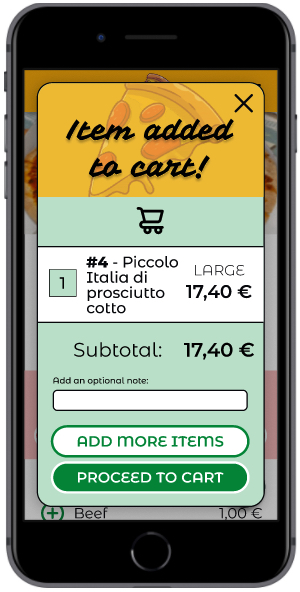 Item added
to cart!
#4 - Piccolo
Italia di
prosciutto
cotto
1
LARGE
17,40 €
Subtotal: 17,40 €
Add an optional note:
ADD MORE ITEMS
PROCEED TO CART
Beef 1,00 €